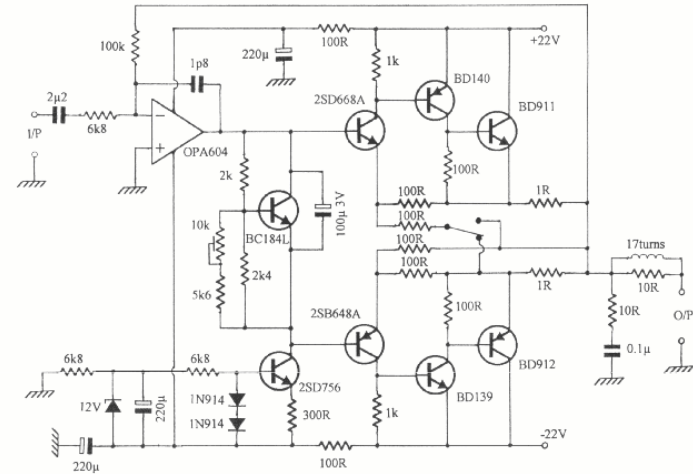 100R
+22V
100k
220µ
1k
BD140
1p8
2SD668A
BD911
2µ2
6k8
I/P
OPA604
100R
2k
100R
1R
100µ 3V
100R
BC184L
10k
100R
17turns
2k4
100R
1R
10R
5k6
100R
O/P
2SB648A
10R
6k8
6k8
BD912
0.1µ
2SD756
BD139
12V
220µ
1N914
300R
1k
1N914
-22V
220µ
100R